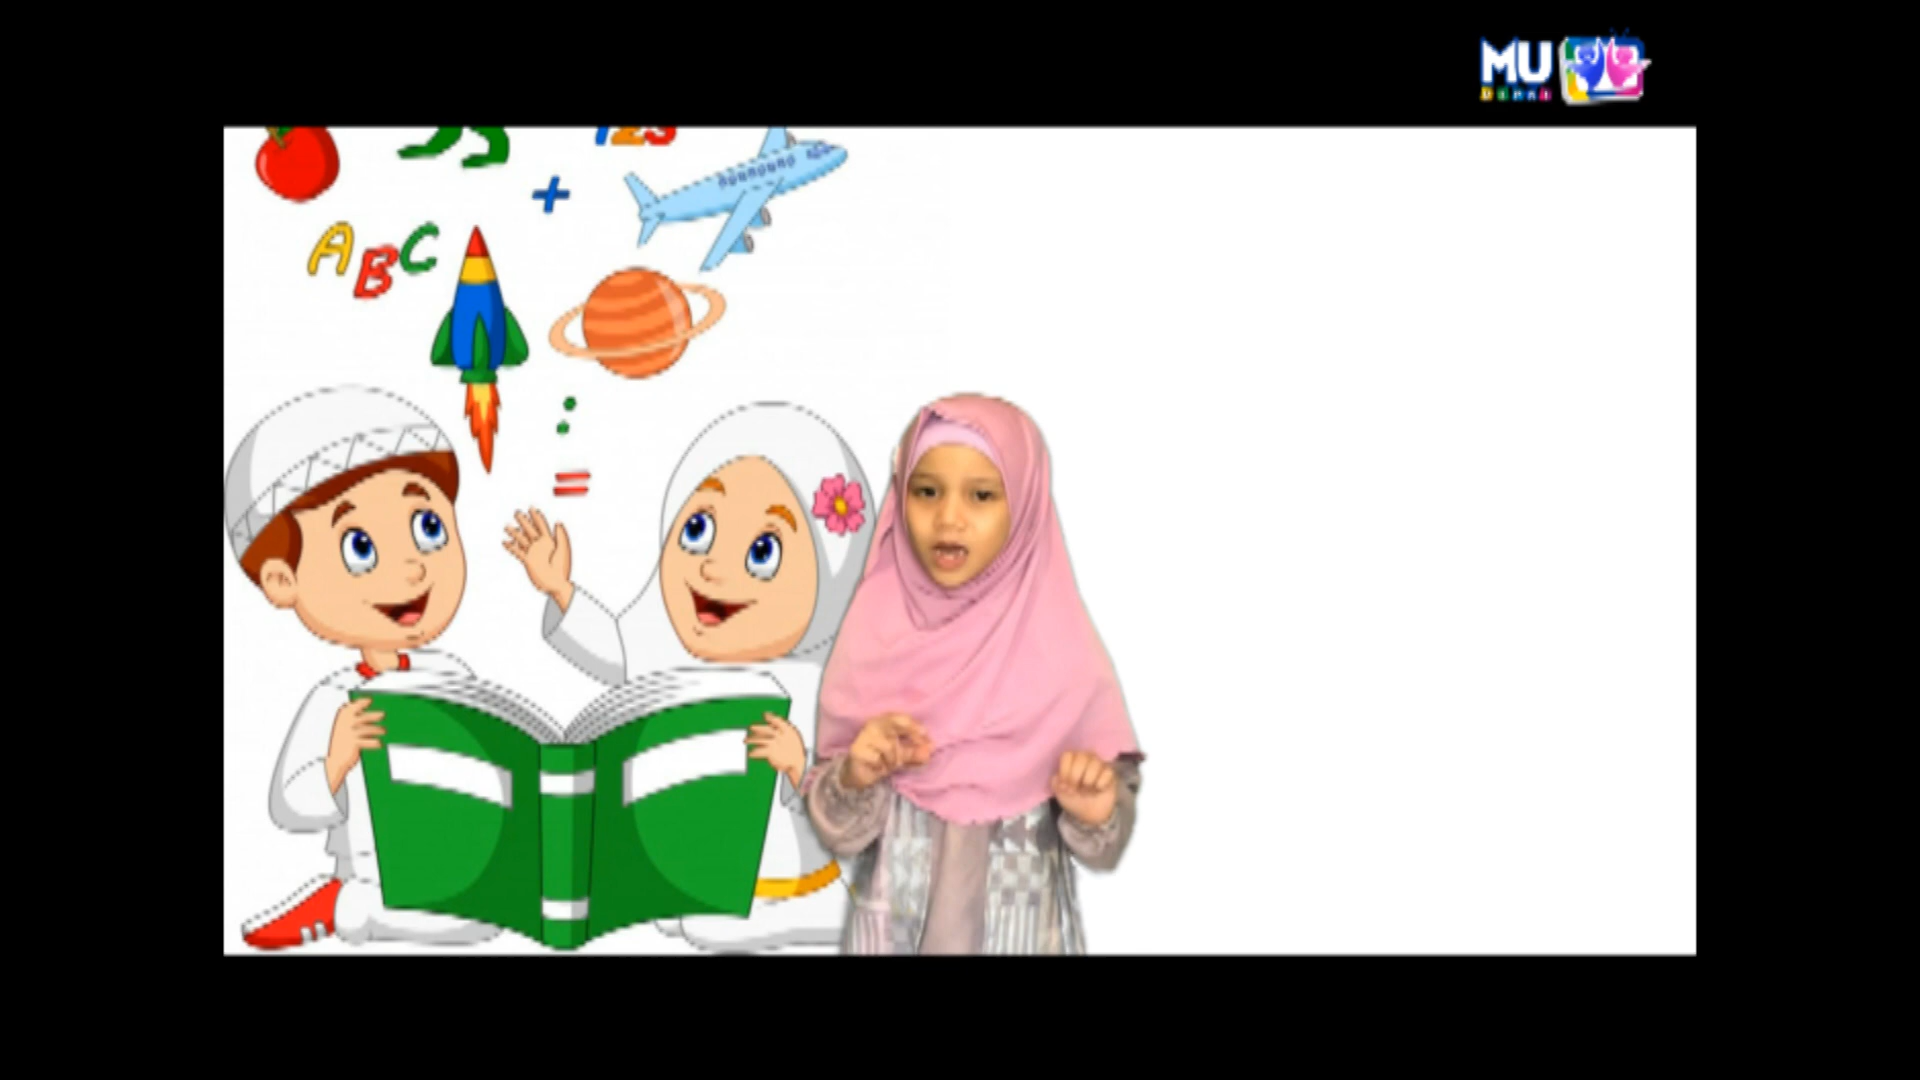 MU
123
+
ABC
:
=